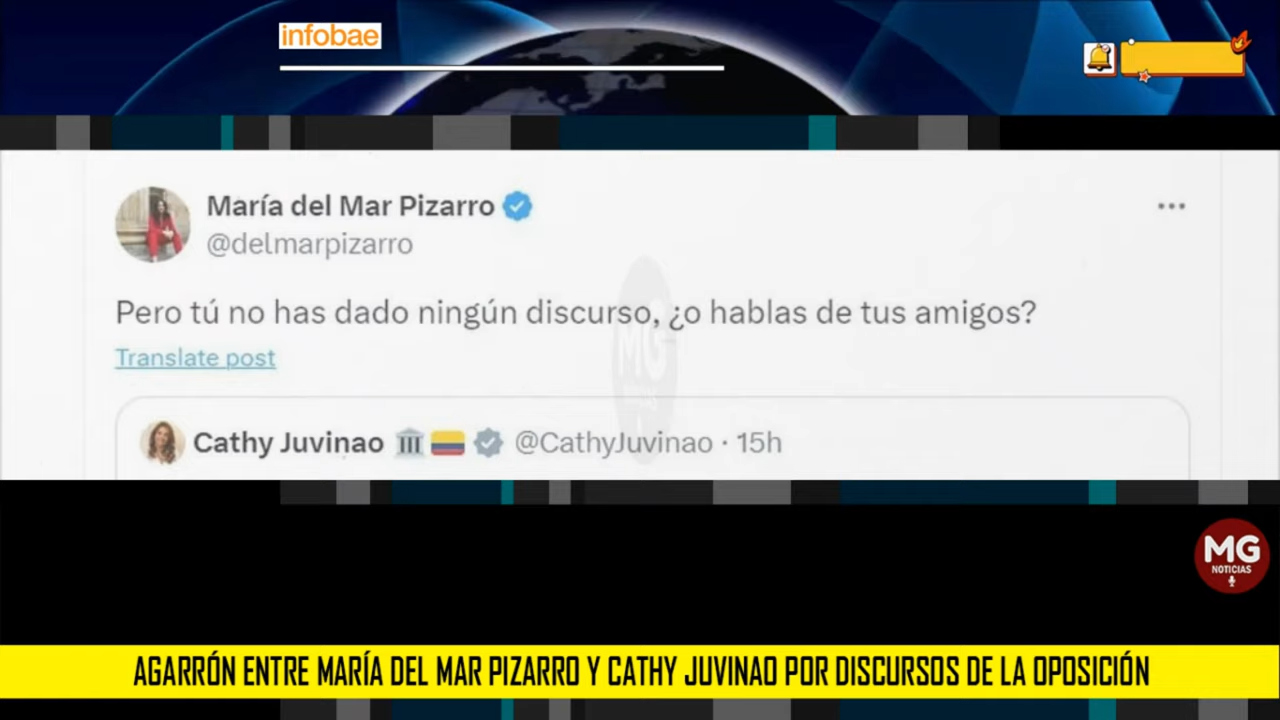 infobae
María del Mar Pizarro
@delmarpizarro
Pero tú no has dado ningún discurso, ¿o hablas de tus amigos?
Translate post
Cathy Juvinao @CathyJuvinao · 15h
MG
MG
NOTICIAS
AGARRÓN ENTRE MARÍA DEL MAR PIZARRO Y CATHY JUVINAO POR DISCURSOS DE LA OPOSICIÓN